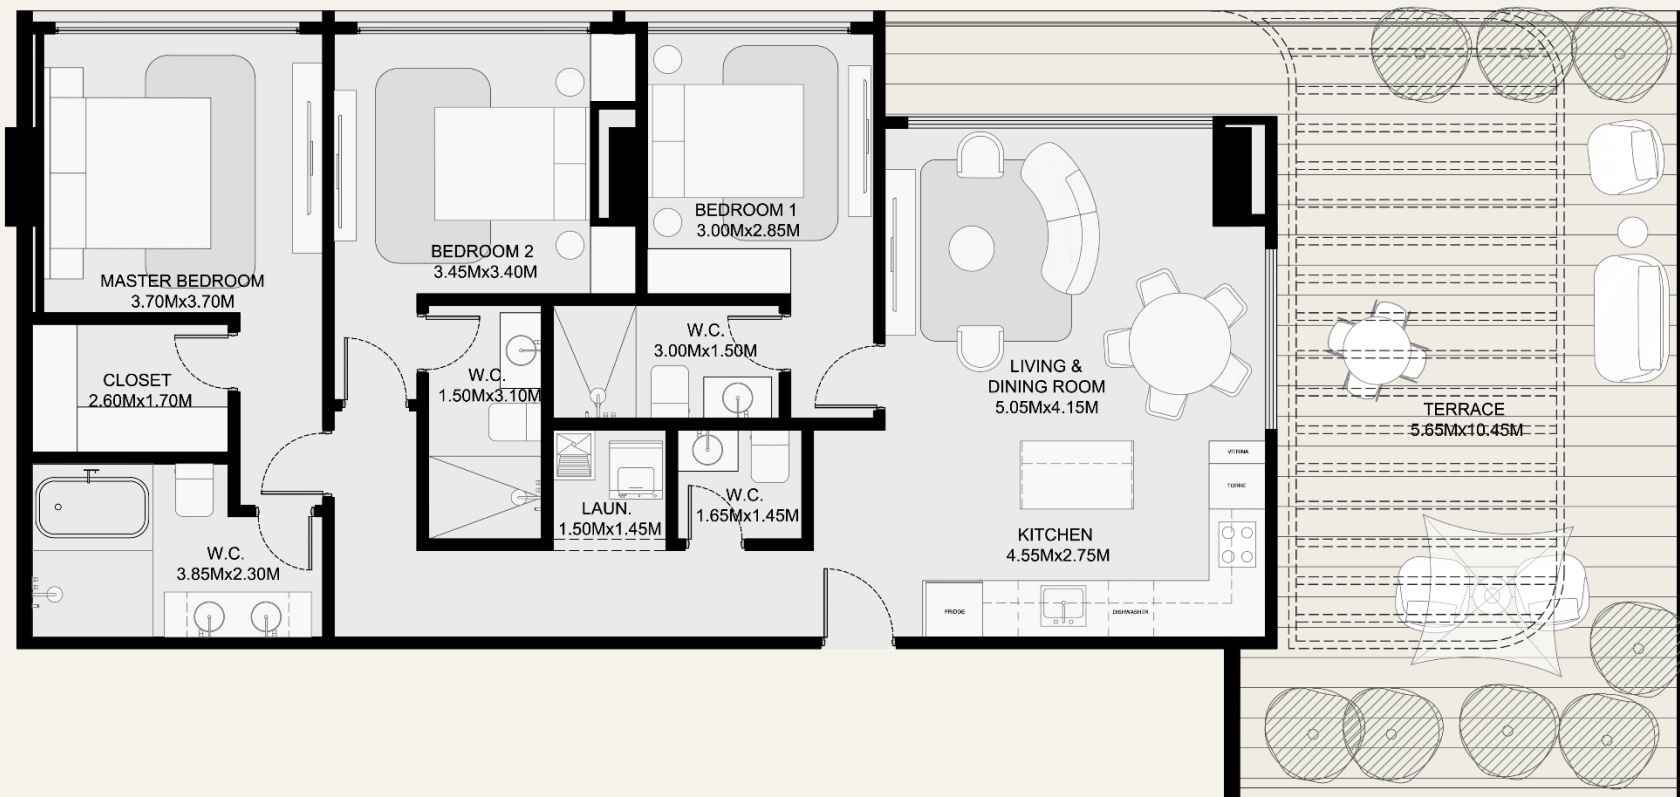 MASTER BEDROOM
3.70Mx3.70M
BEDROOM 2
3.45Mx3.40M
BEDROOM 1
3.00Mx2.85M
CLOSET
2.60Mx1.70M
W.C.
1.50Mx3.10M
W.C.
3.00Mx1.50M
LIVING &
DINING ROOM
5.05Mx4.15M
TERRACE
5.65Mx10.45M
W.C.
3.85Mx2.30M
LAUN.
1.50Mx1.45M
W.C.
1.65Mx1.45M
KITCHEN
4.55Mx2.75M
VITRINA
TORRE
FRIDGE
DISHWASHER